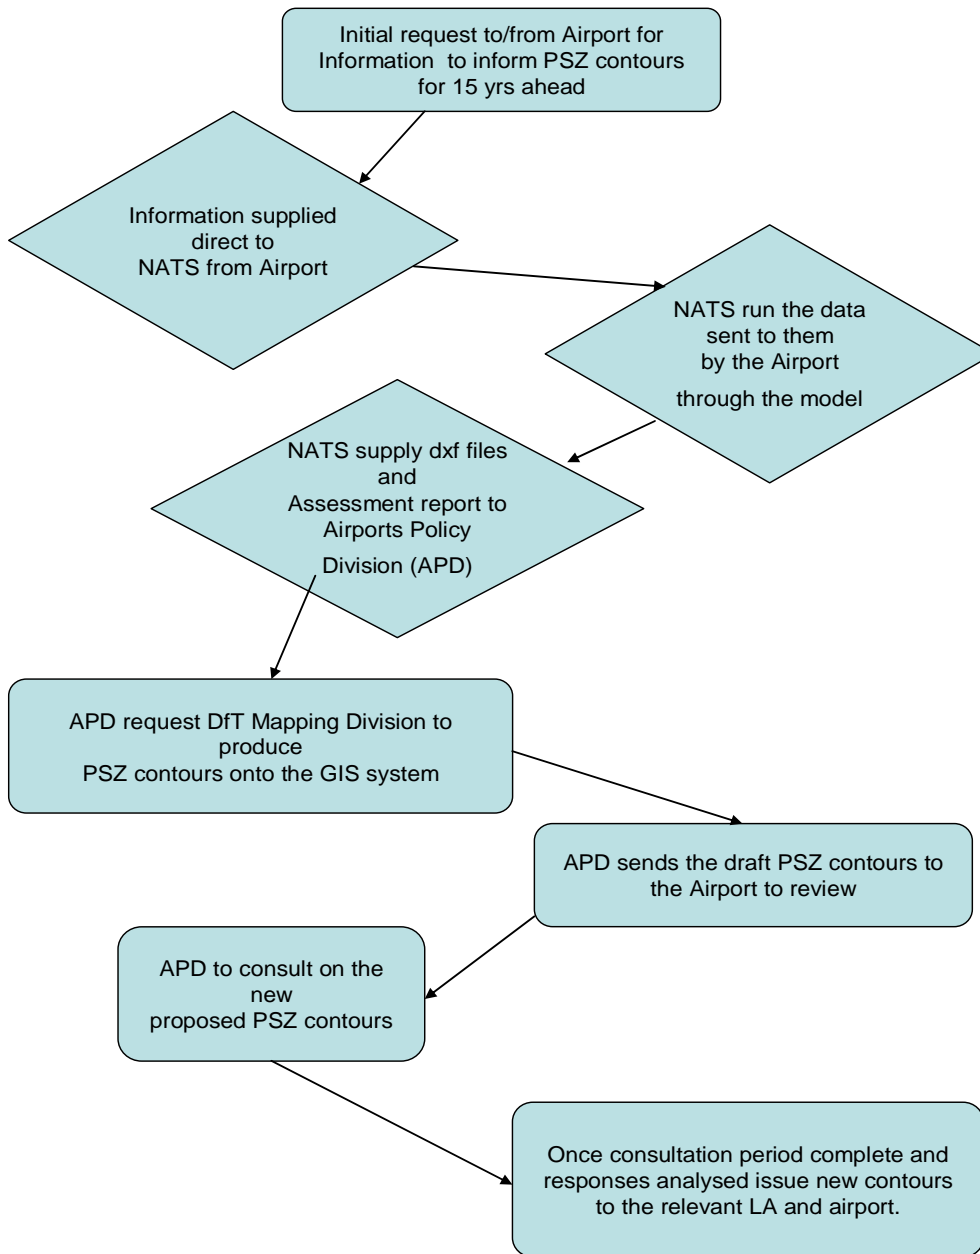 Initial request to/from Airport for
Information to inform PSZ contours
for 15 yrs ahead
Information supplied
direct to
NATS from Airport
NATS run the data
sent to them
by the Airport
through the model
NATS supply dxf files
and
Assessment report to
Airports Policy
Division (APD)
APD request DfT Mapping Division to
produce
PSZ contours onto the GIS system
APD sends the draft PSZ contours to
the Airport to review
APD to consult on the
new
proposed PSZ contours
Once consultation period complete and
responses analysed issue new contours
to the relevant LA and airport.